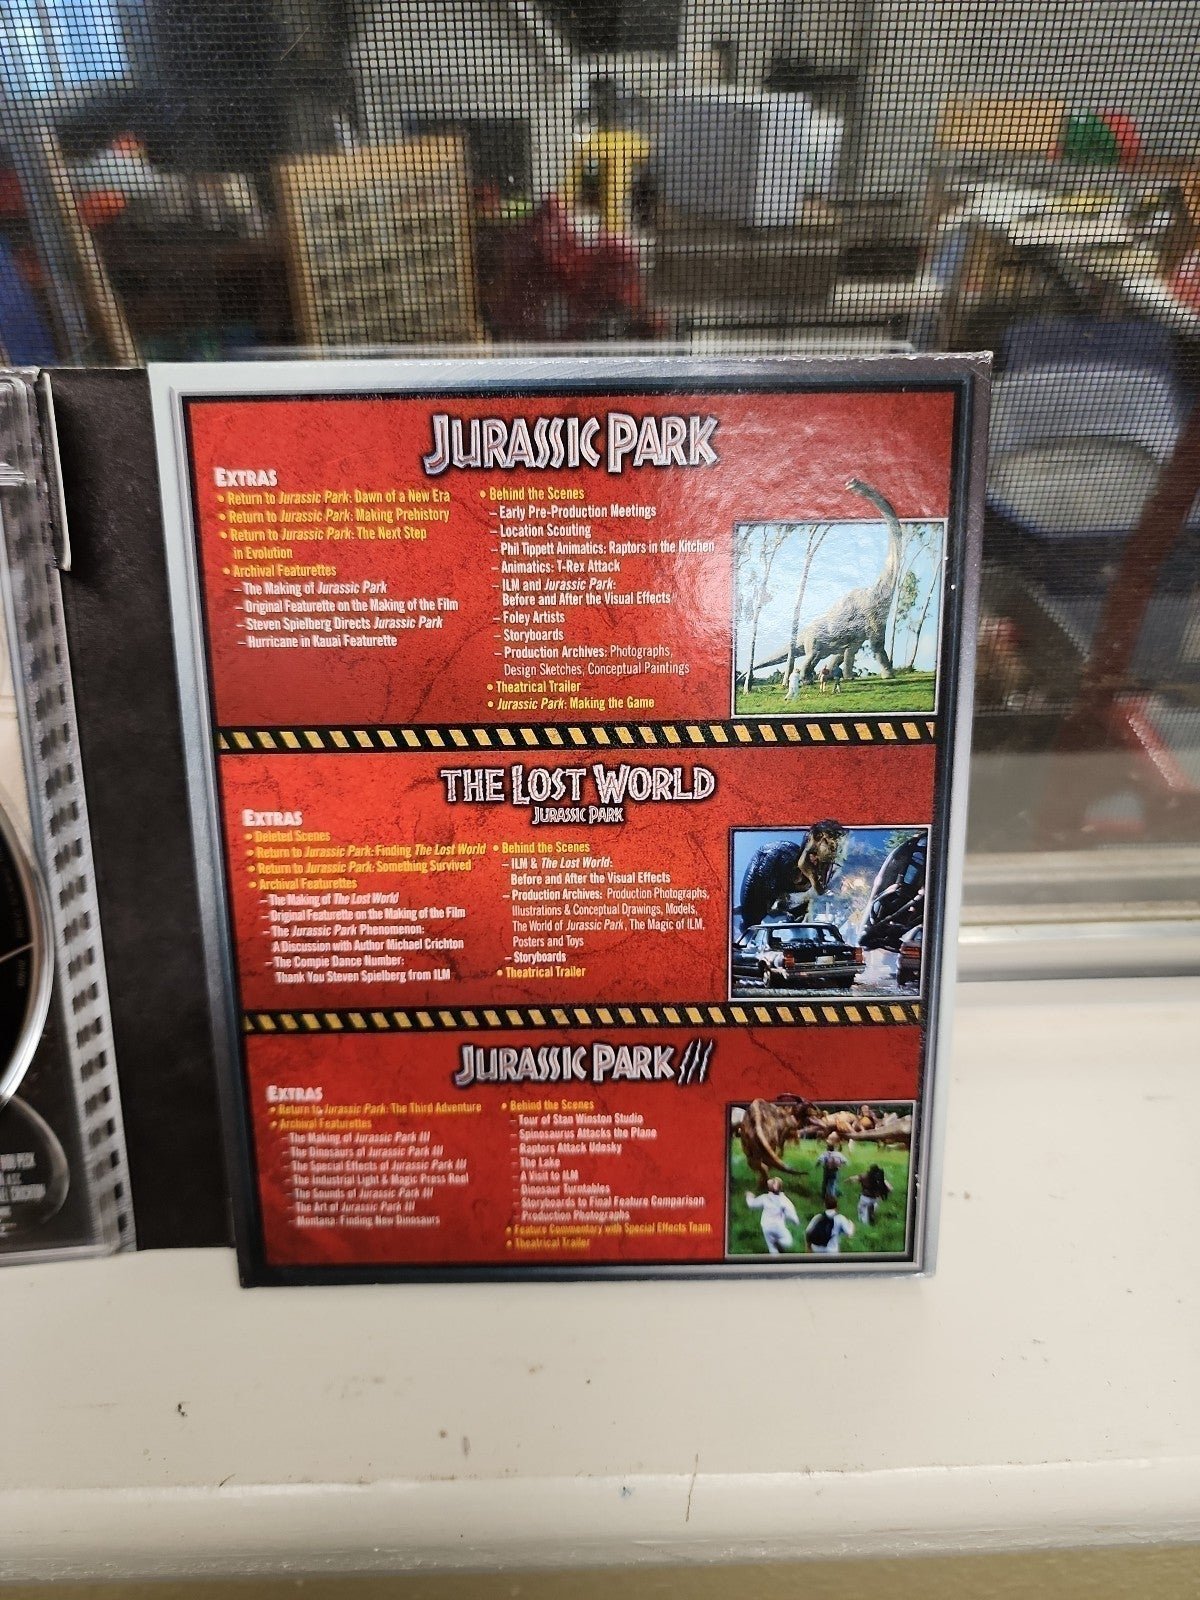 JURASSIC PARK
EXTRAS
• Return to Jurassic Park: Dawn of a New Era
• Return to Jurassic Park: Making Prehistory
• Return to Jurassic Park: The Next Step
in Evolution
• Archival Featurettes
– The Making of Jurassic Park
– Original Featurette on the Making of the Film
– Steven Spielberg Directs Jurassic Park
– Hurricane in Kauai Featurette
• Behind the Scenes
– Early Pre-Production Meetings
– Location Scouting
– Phil Tippett Animatics: Raptors in the Kitchen
– Animatics: T-Rex Attack
– ILM and Jurassic Park:
Before and After the Visual Effects
– Foley Artists
– Storyboards
– Production Archives: Photographs,
Design Sketches, Conceptual Paintings
• Theatrical Trailer
• Jurassic Park: Making the Game
THE LOST WORLD
JURASSIC PARK
EXTRAS
• Deleted Scenes
• Return to Jurassic Park: Finding The Lost World
• Return to Jurassic Park: Something Survived
• Archival Featurettes
– The Making of The Lost World
– Original Featurette on the Making of the Film
– The Jurassic Park Phenomenon:
A Discussion with Author Michael Crichton
– The Compie Dance Number:
Thank You Steven Spielberg from ILM
• Behind the Scenes
– ILM & The Lost World:
Before and After the Visual Effects
– Production Archives: Production Photographs,
Illustrations & Conceptual Drawings, Models,
The World of Jurassic Park, The Magic of ILM,
Posters and Toys
– Storyboards
• Theatrical Trailer
JURASSIC PARK III
EXTRAS
• Return to Jurassic Park: The Third Adventure
• Archival Featurettes
– The Making of Jurassic Park III
– The Dinosaurs of Jurassic Park III
– The Special Effects of Jurassic Park III
– The Industrial Light & Magic Press Reel
– The Sounds of Jurassic Park III
– The Art of Jurassic Park III
– Montana: Finding New Dinosaurs
• Behind the Scenes
– Tour of Stan Winston Studio
– Spinosaurus Attacks the Plane
– Raptors Attack Udesky
– The Lake
– A Visit to ILM
– Dinosaur Turntables
– Storyboards to Final Feature Comparison
– Production Photographs
• Feature Commentary with Special Effects Team
• Theatrical Trailer